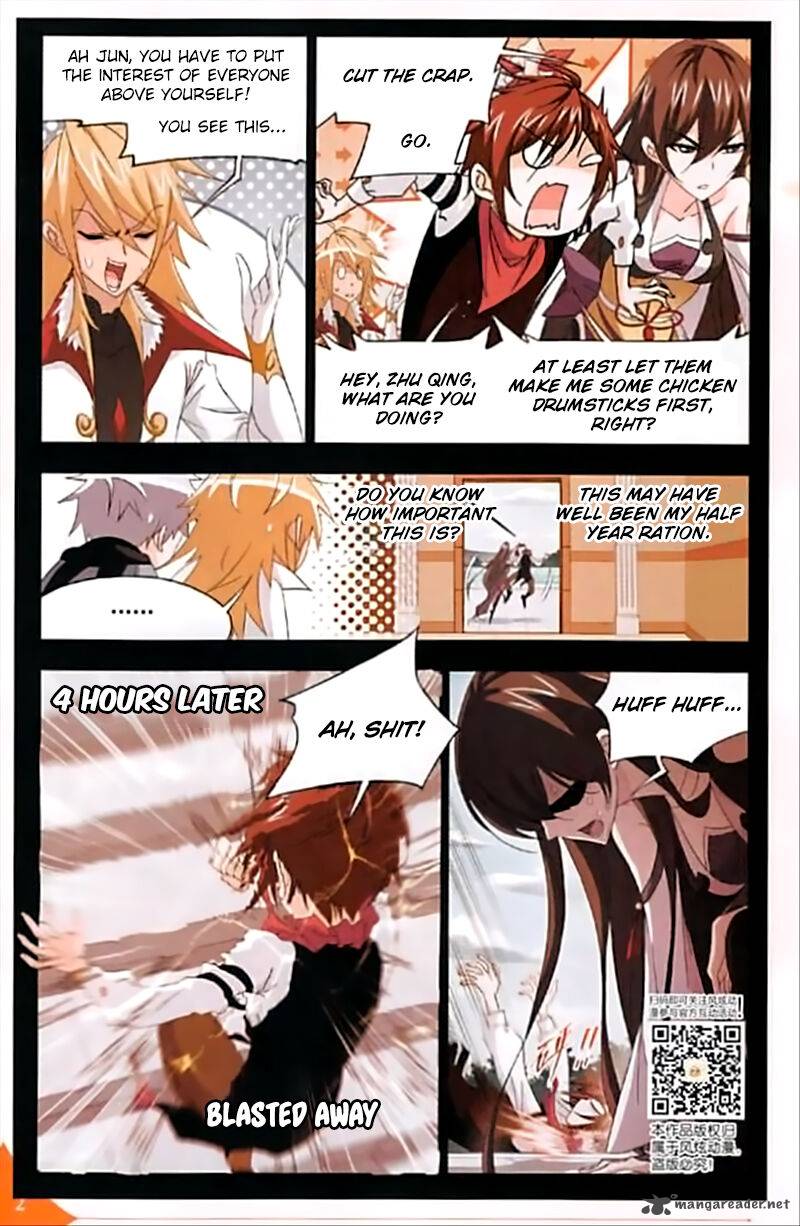 AH JUN, YOU HAVE TO PUT
THE INTEREST OF EVERYONE
ABOVE YOURSELF!
YOU SEE THIS...
CUT THE CRAP.
GO.
HEY, ZHU QING,
WHAT ARE YOU
DOING?
AT LEAST LET THEM
MAKE ME SOME CHICKEN
DRUMSTICKS FIRST,
RIGHT?
......
DO YOU KNOW
HOW IMPORTANT
THIS IS?
THIS MAY HAVE
WELL BEEN MY HALF
YEAR RATION.
4 HOURS LATER
AH, SHIT!
HUFF HUFF...
BLASTED AWAY
扫码即可关注风炫动
漫参与官方互动活动!
本作品版权归
属于风炫动漫,
盗版必究!
2
mangareader.net